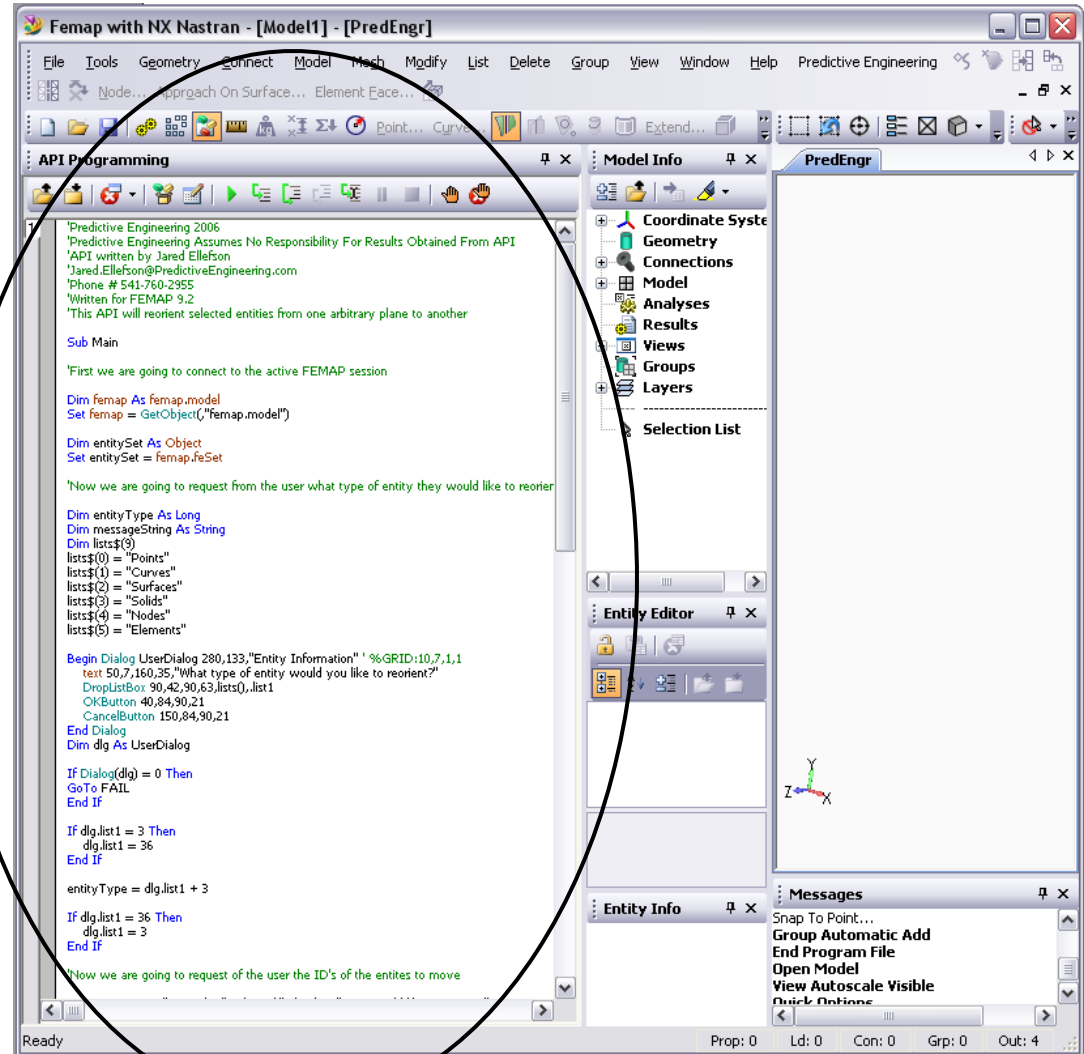 Femap with NX Nastran - [Model1] - [PredEngr]
File Tools Geometry Connect Model Mesh Modify List Delete Group View Window Help Predictive Engineering
Node... Approach On Surface... Element Face...
Point... Curve... Extend...
API Programming
1
'Predictive Engineering 2006
'Predictive Engineering Assumes No Responsibility For Results Obtained From API
'API written by Jared Ellefson
'Jared.Ellefson@PredictiveEngineering.com
'Phone # 541-760-2955
'Written for FEMAP 9.2
'This API will reorient selected entities from one arbitrary plane to another
Sub Main
'First we are going to connect to the active FEMAP session
Dim femap As femap.model
Set femap = GetObject(,"femap.model")
Dim entitySet As Object
Set entitySet = femap.feSet
'Now we are going to request from the user what type of entity they would like to reorier
Dim entityType As Long
Dim messageString As String
Dim lists$(9)
lists$(0) = "Points"
lists$(1) = "Curves"
lists$(2) = "Surfaces"
lists$(3) = "Solids"
lists$(4) = "Nodes"
lists$(5) = "Elements"
Begin Dialog UserDialog 280,133,"Entity Information" ' %GRID:10,7,1,1
text 50,7,160,35,"What type of entity would you like to reorient?"
DropListBox 90,42,90,63,lists(),.list1
OKButton 40,84,90,21
CancelButton 150,84,90,21
End Dialog
Dim dlg As UserDialog
If Dialog(dlg) = 0 Then
GoTo FAIL
End If
If dlg.list1 = 3 Then
dlg.list1 = 36
End If
entityType = dlg.list1 + 3
If dlg.list1 = 36 Then
dlg.list1 = 3
End If
'Now we are going to request of the user the ID's of the entites to move
Model Info
Coordinate Syste
Geometry
Connections
Model
Analyses
Results
Views
Groups
Layers
Selection List
Entity Editor
Entity Info
PredEngr
Y
Z
X
Messages
Snap To Point...
Group Automatic Add
End Program File
Open Model
View Autoscale Visible
Quick Options
Ready Prop: 0 Ld: 0 Con: 0 Grp: 0 Out: 4